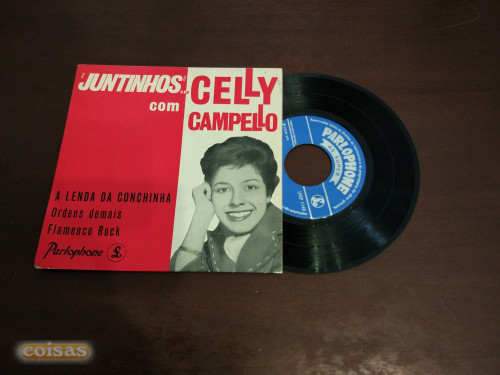 "JUNTINHOS"
com
CELLY
CAMPELLO
A LENDA DA CONCHINHA
Ordens demais
Flamenco Rock
Parlophone
PARLOPHONE
coisas